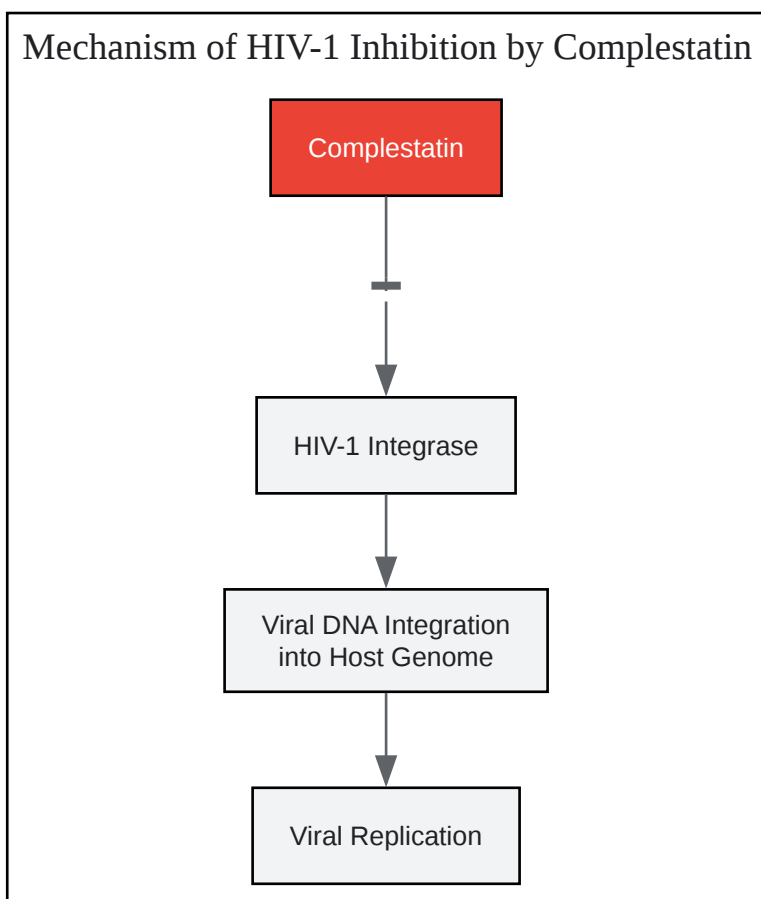 Mechanism of HIV-1 Inhibition by Complestatin
Complestatin
HIV-1 Integrase
Viral DNA Integration
into Host Genome
Viral Replication